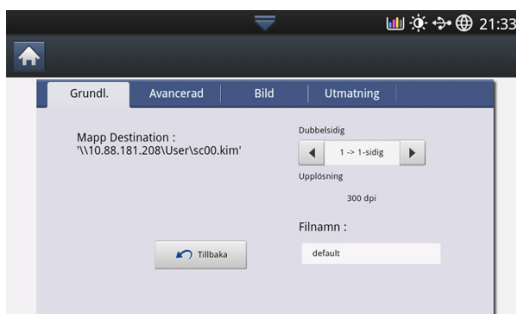 21:33
Grundl.
Avancerad
Bild
Utmatning
Mapp Destination :
'\\10.88.181.208\User\sc00.kim'
Tillbaka
Dubbelsidig
1 -> 1-sidig
Upplösning
300 dpi
Filnamn :
default